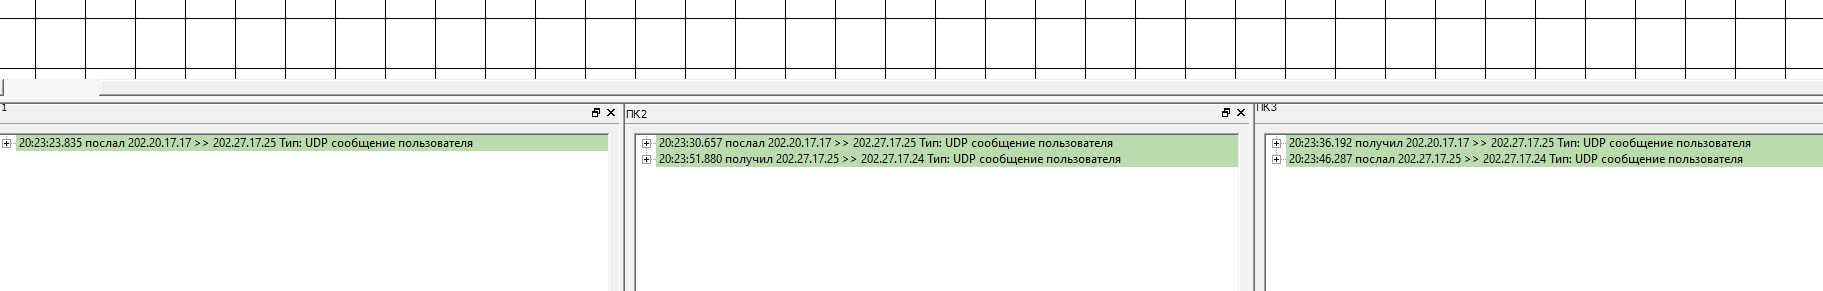 1
20:23:23.835 послал 202.20.17.17 >> 202.27.17.25 Тип: UDP сообщение пользователя
ПК2
20:23:30.657 послал 202.20.17.17 >> 202.27.17.25 Тип: UDP сообщение пользователя
20:23:51.880 получил 202.27.17.25 >> 202.27.17.24 Тип: UDP сообщение пользователя
ПК3
20:23:36.192 получил 202.20.17.17 >> 202.27.17.25 Тип: UDP сообщение пользователя
20:23:46.287 послал 202.27.17.25 >> 202.27.17.24 Тип: UDP сообщение пользователя